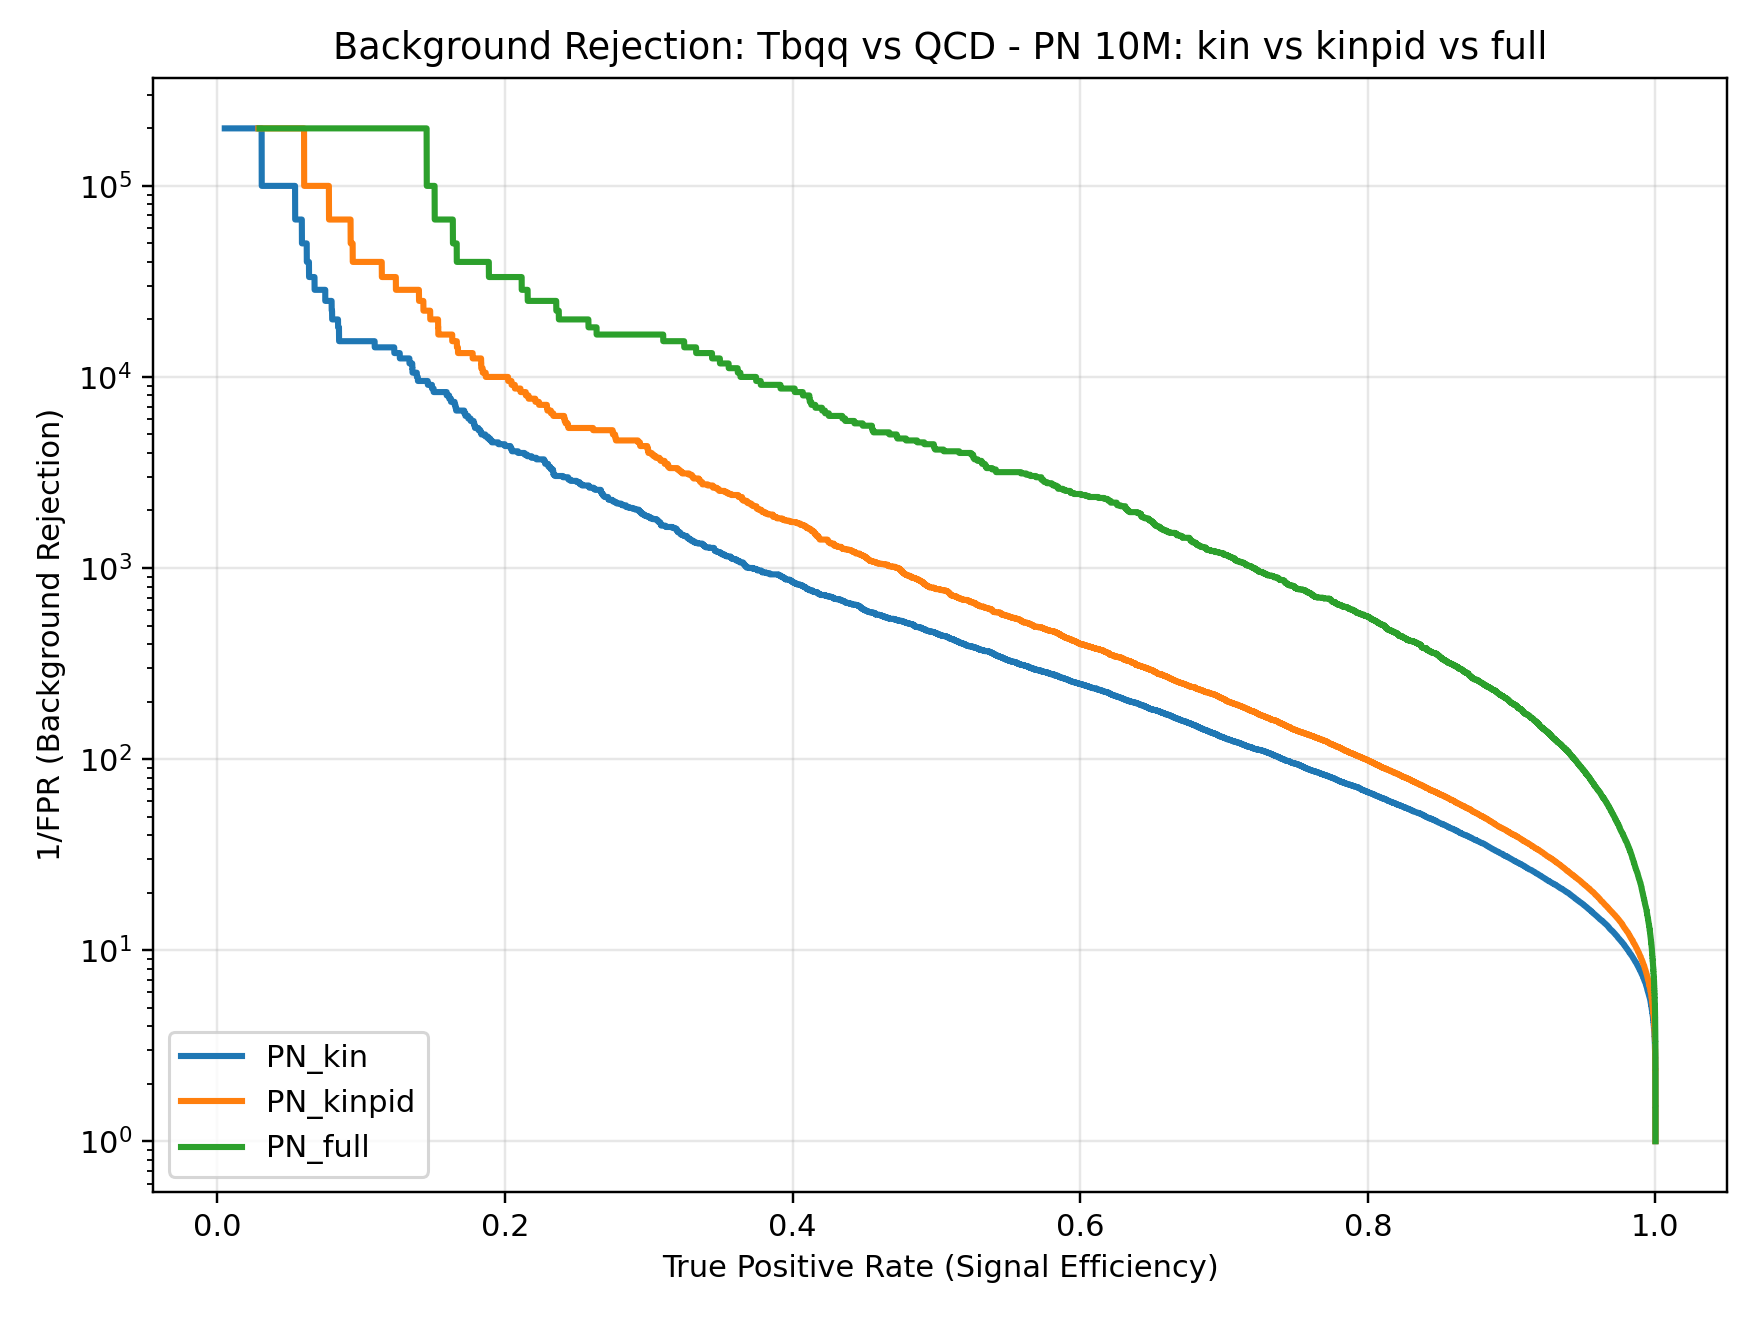 Background Rejection: Tbqq vs QCD - PN 10M: kin vs kinpid vs full
1/FPR (Background Rejection)
10^5
10^4
10^3
10^2
10^1
10^0
PN_kin
PN_kinpid
PN_full
0.0 0.2 0.4 0.6 0.8 1.0
True Positive Rate (Signal Efficiency)